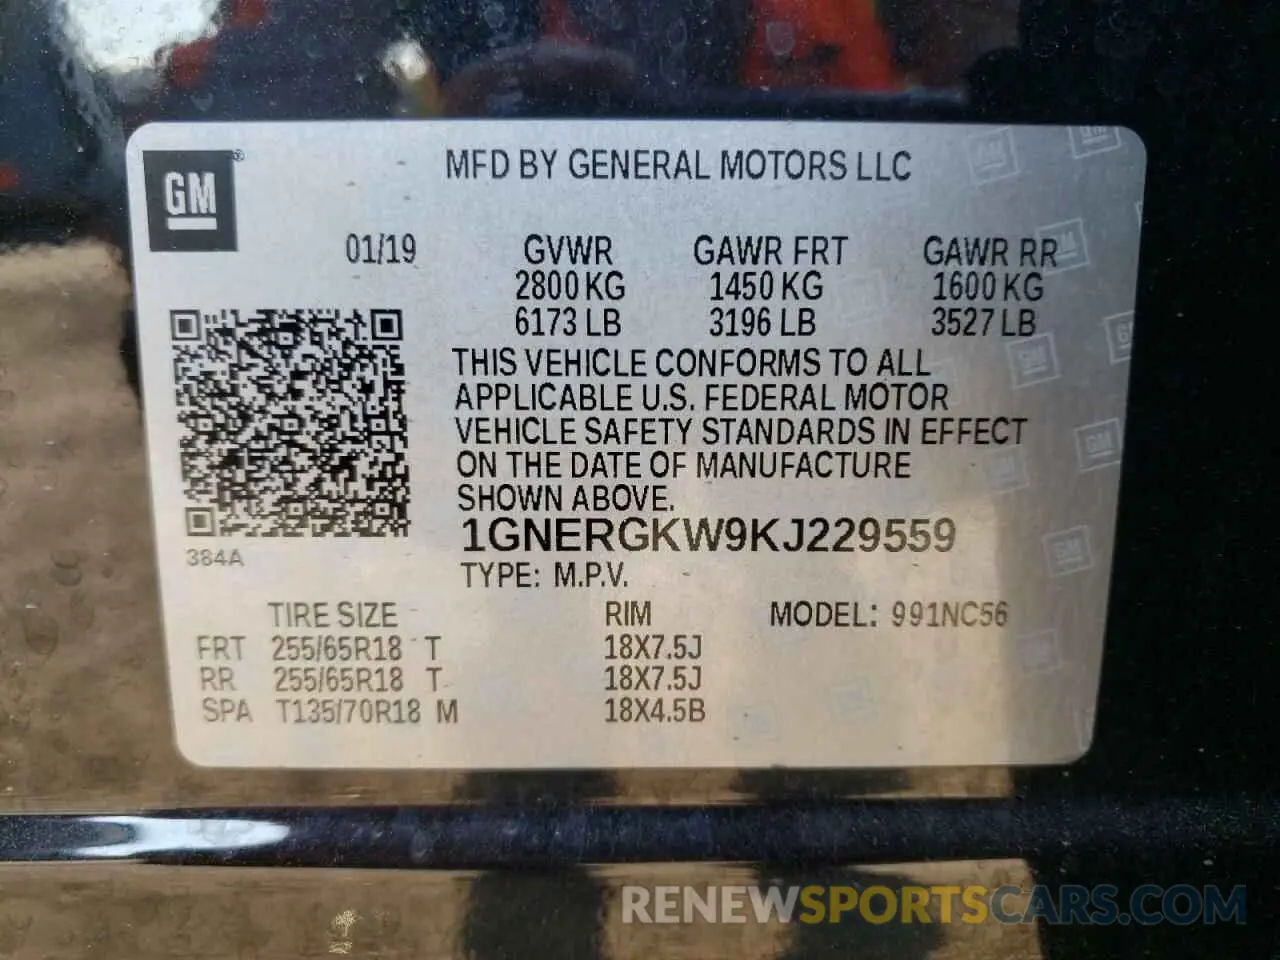 GM
MFD BY GENERAL MOTORS LLC
01/19 GVWR GAWR FRT GAWR RR
2800 KG 1450 KG 1600 KG
6173 LB 3196 LB 3527 LB
THIS VEHICLE CONFORMS TO ALL
APPLICABLE U.S. FEDERAL MOTOR
VEHICLE SAFETY STANDARDS IN EFFECT
ON THE DATE OF MANUFACTURE
SHOWN ABOVE.
1GNERGKW9KJ229559
384A
TYPE: M.P.V.
TIRE SIZE RIM MODEL: 991NC56
FRT 255/65R18 T 18X7.5J
RR 255/65R18 T 18X7.5J
SPA T135/70R18 M 18X4.5B
RENEWSPORTSCARS.COM